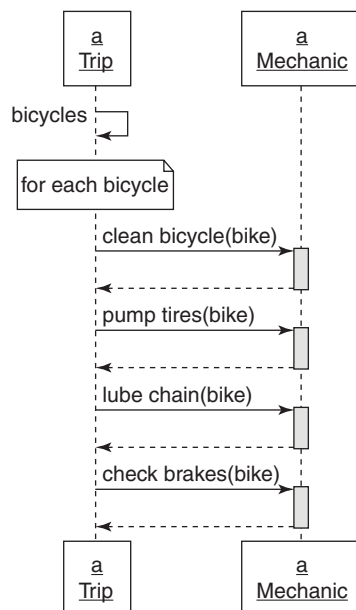 a
Trip
a
Mechanic
bicycles
for each bicycle
clean bicycle(bike)
pump tires(bike)
lube chain(bike)
check brakes(bike)
a
Trip
a
Mechanic